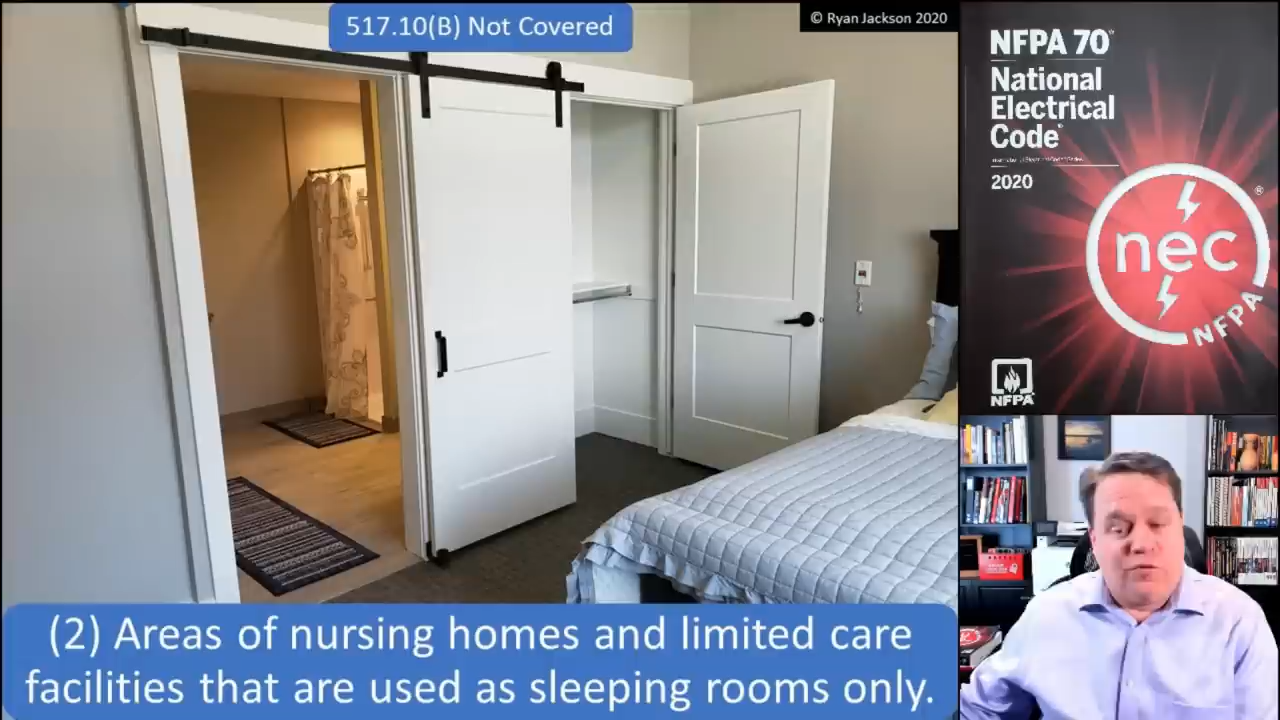 517.10(B) Not Covered
© Ryan Jackson 2020
(2) Areas of nursing homes and limited care
facilities that are used as sleeping rooms only.
NFPA 70®
National
Electrical
Code®
2020
nec®
NFPA
NFPA